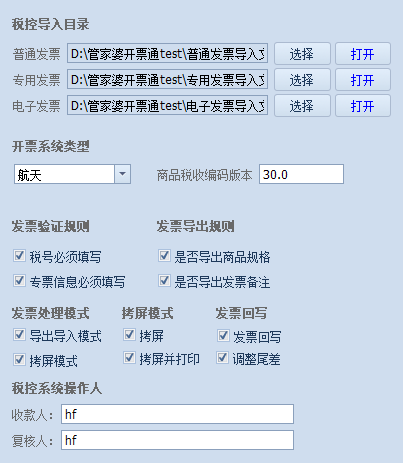 税控导入目录
普通发票 D:\管家婆开票通test\普通发票导入文 选择 打开
专用发票 D:\管家婆开票通test\专用发票导入文 选择 打开
电子发票 D:\管家婆开票通test\电子发票导入文 选择 打开
开票系统类型
航天 商品税收编码版本 30.0
发票验证规则 发票导出规则
税号必须填写 是否导出商品规格
专票信息必须填写 是否导出发票备注
发票处理模式 拷屏模式 发票回写
导出导入模式 拷屏 发票回写
拷屏模式 拷屏并打印 调整尾差
税控系统操作人
收款人: hf
复核人: hf